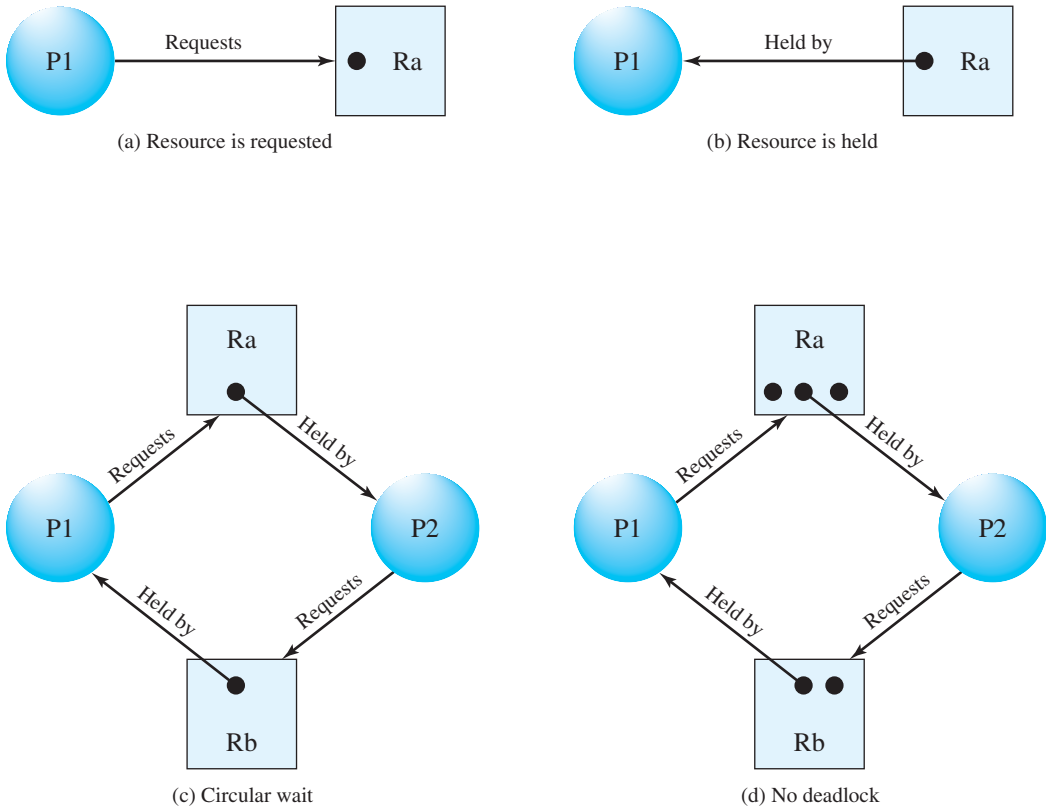 P1
Requests
Ra
(a) Resource is requested
P1
Held by
Ra
(b) Resource is held
Ra
Requests
Held by
P1
P2
Held by
Requests
Rb
(c) Circular wait
Ra
Requests
Held by
P1
P2
Held by
Requests
Rb
(d) No deadlock